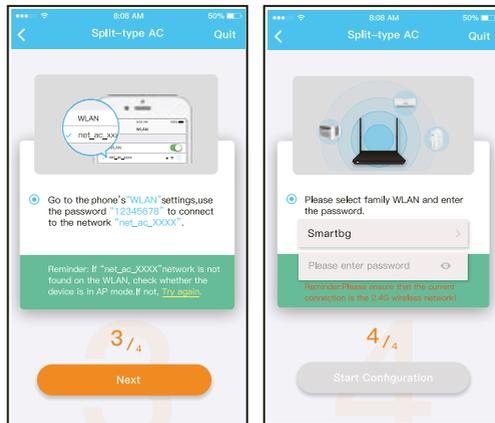 8:08 AM 50%
Split-type AC Quit
WLAN
net_ac_xxx
WLAN
Go to the phone's "WLAN" settings,use
the password "12345678" to connect
to the network "net_ac_XXXX".
Reminder: If "net_ac_XXXX"network is not
found on the WLAN, check whether the
device is in AP mode.If not, Try again.
3/4
Next
8:08 AM 50%
Split-type AC Quit
Please select family WLAN and enter
the password.
Smartbg
Please enter password
Reminder:Please ensure that the current
connection is the 2.4G wireless network!
4/4
Start Configuration